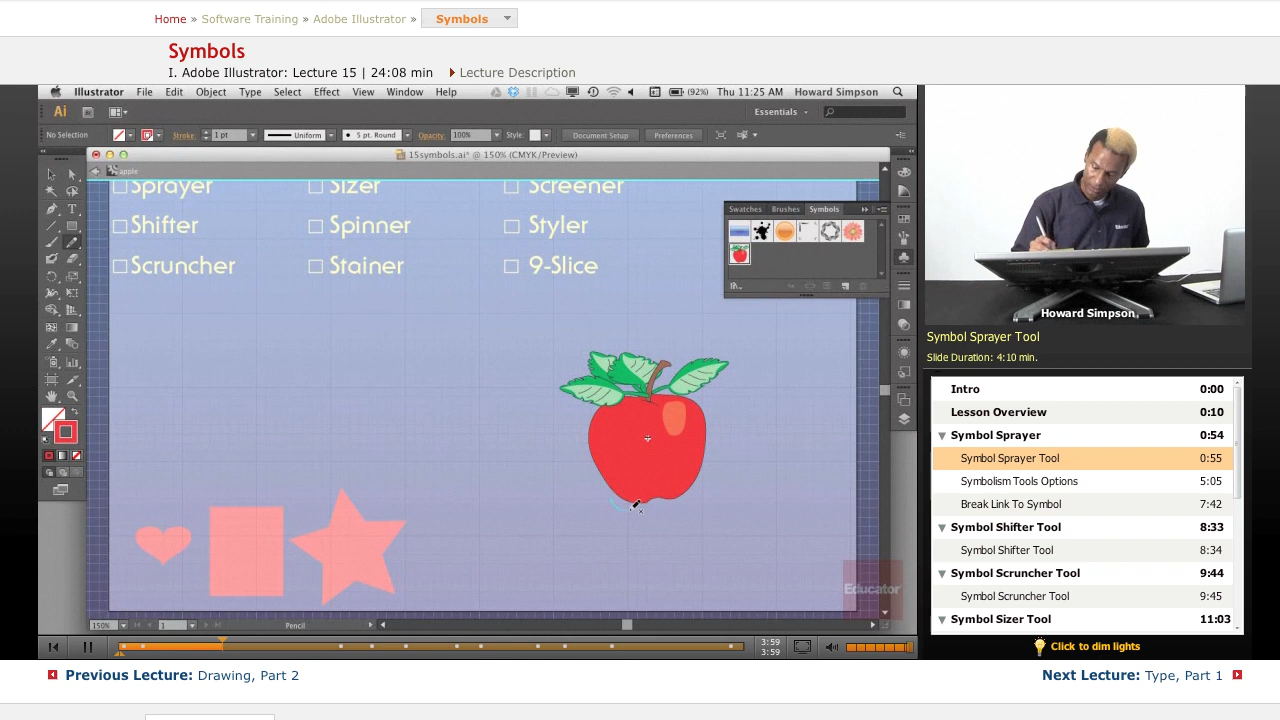 Home » Software Training » Adobe Illustrator » Symbols
Symbols
I. Adobe Illustrator: Lecture 15 | 24:08 min Lecture Description
Illustrator File Edit Object Type Select Effect View Window Help (92%) Thu 11:25 AM Howard Simpson
Ai Essentials
No Selection Stroke: 1 pt Uniform 5 pt. Round Opacity: 100% Style: Document Setup Preferences
15symbols.ai* @ 150% (CMYK/Preview)
apple
Sprayer Sizer Screener
Shifter Spinner Styler
Scruncher Stainer 9-Slice
Swatches Brushes Symbols
Educator
150% 1 Pencil
3:59
3:59
Howard Simpson
Symbol Sprayer Tool
Slide Duration: 4:10 min.
Intro 0:00
Lesson Overview 0:10
Symbol Sprayer 0:54
Symbol Sprayer Tool 0:55
Symbolism Tools Options 5:05
Break Link To Symbol 7:42
Symbol Shifter Tool 8:33
Symbol Shifter Tool 8:34
Symbol Scruncher Tool 9:44
Symbol Scruncher Tool 9:45
Symbol Sizer Tool 11:03
Click to dim lights
Previous Lecture: Drawing, Part 2
Next Lecture: Type, Part 1